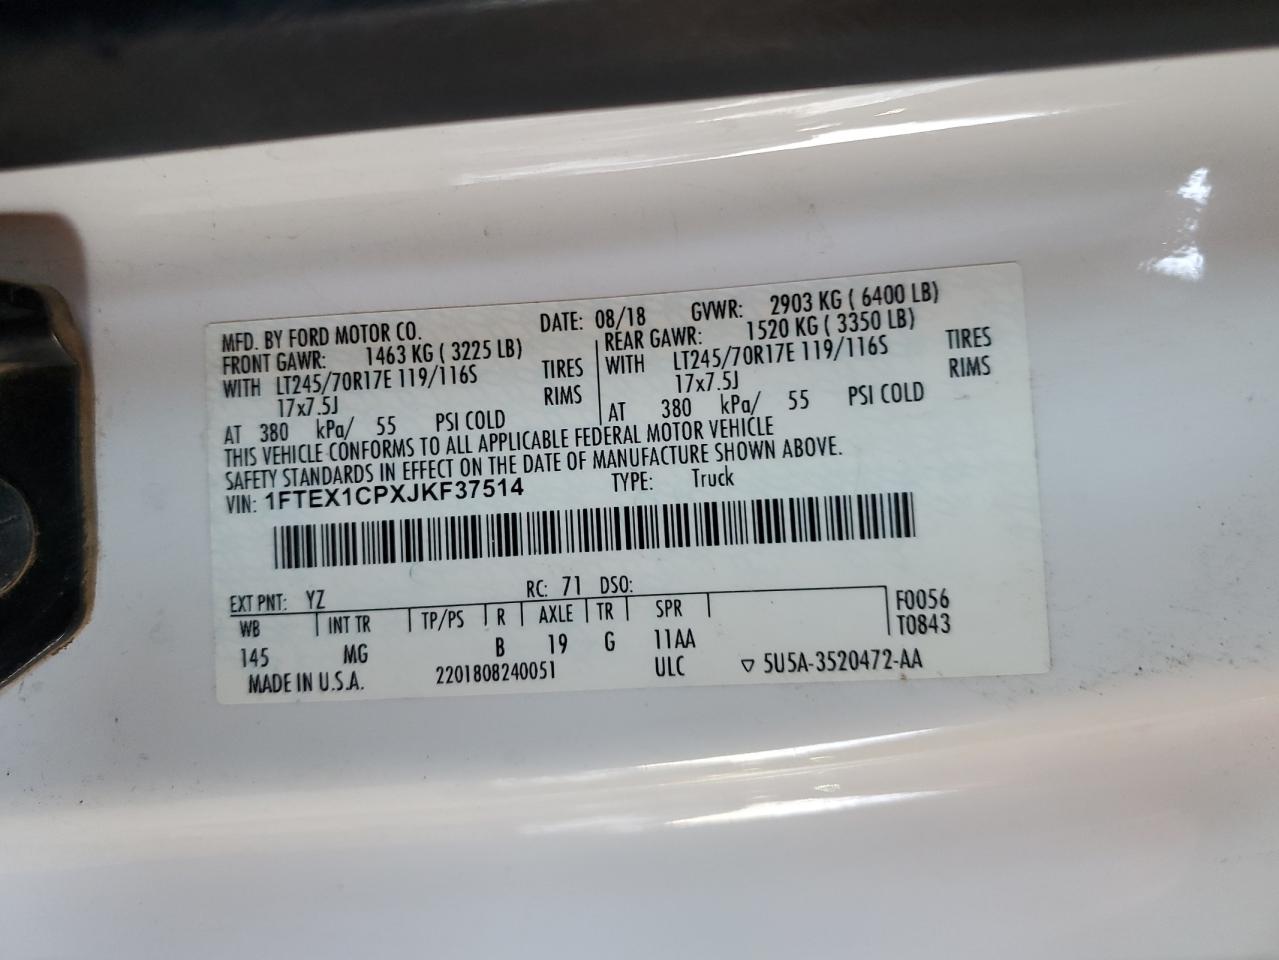 MFD. BY FORD MOTOR CO. DATE: 08/18 GVWR: 2903 KG ( 6400 LB)
FRONT GAWR: 1463 KG ( 3225 LB) REAR GAWR: 1520 KG ( 3350 LB)
WITH LT245/70R17E 119/116S TIRES WITH LT245/70R17E 119/116S TIRES
17x7.5J RIMS 17x7.5J RIMS
AT 380 kPa/ 55 PSI COLD AT 380 kPa/ 55 PSI COLD
THIS VEHICLE CONFORMS TO ALL APPLICABLE FEDERAL MOTOR VEHICLE
SAFETY STANDARDS IN EFFECT ON THE DATE OF MANUFACTURE SHOWN ABOVE.
VIN: 1FTEX1CPXJKF37514 TYPE: Truck
EXT PNT: YZ RC: 71 DSO:
WB INT TR TP/PS R AXLE TR SPR F0056
T0843
145 MG B 19 G 11AA
MADE IN U.S.A. 2201808240051 ULC ▽ 5U5A-3520472-AA